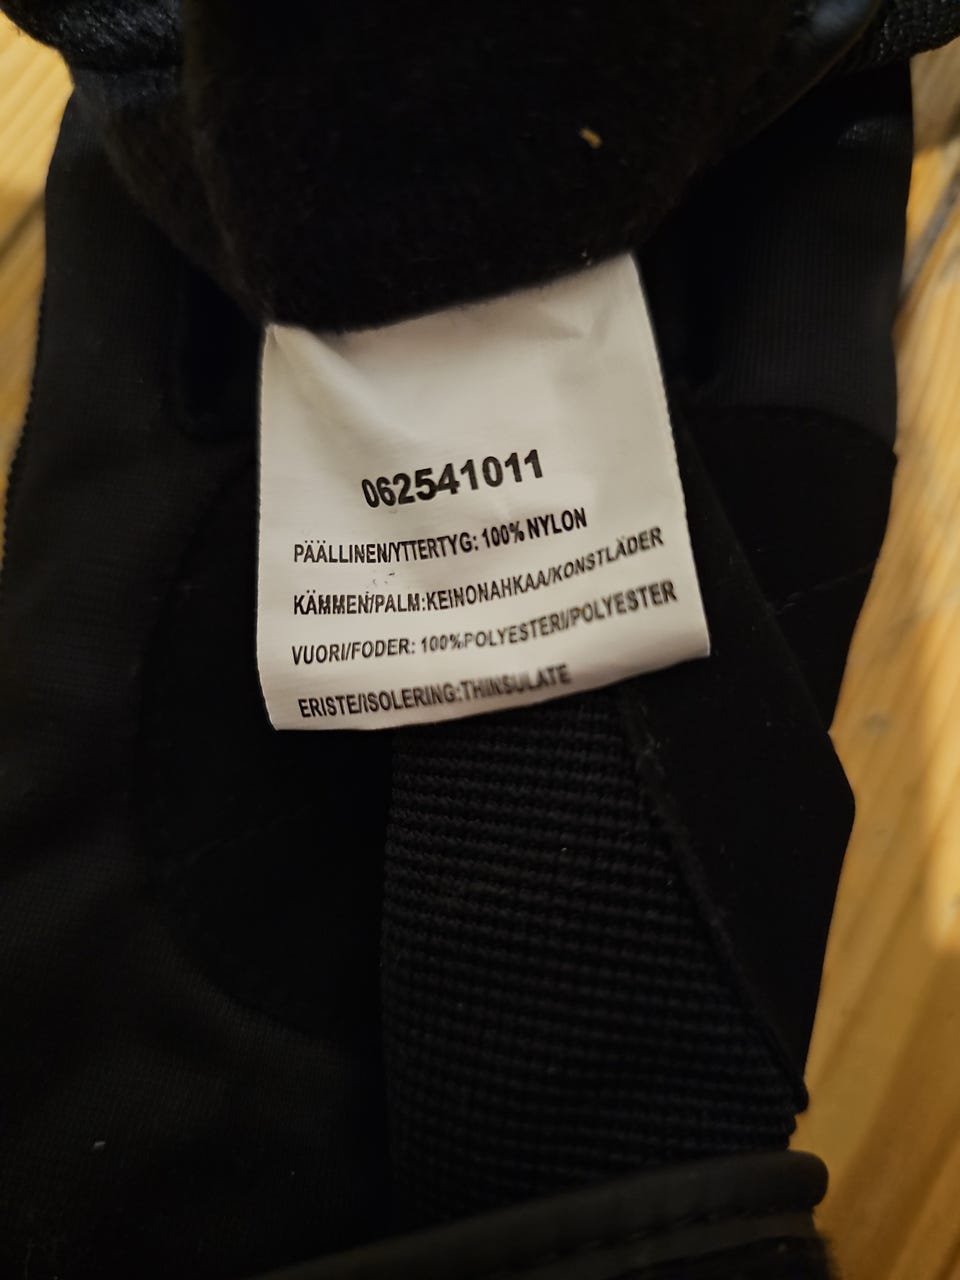 062541011
PÄÄLLINEN/YTTERTYG: 100% NYLON
KÄMMEN/PALM:KEINONAHKAA/KONSTLÄDER
VUORI/FODER: 100%POLYESTERI/POLYESTER
ERISTE/ISOLERING:THINSULATE